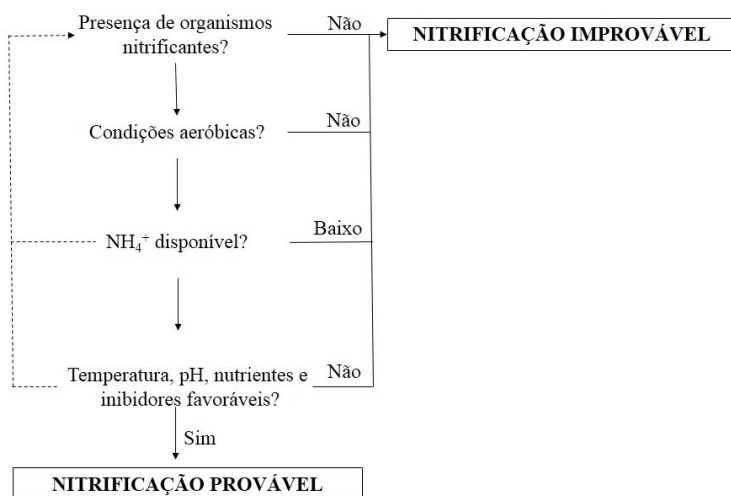 Presença de organismos
nitrificantes?
Não
NITRIFICAÇÃO IMPROVÁVEL
Condições aeróbicas?
Não
NH₄⁺ disponível?
Baixo
Temperatura, pH, nutrientes e
inibidores favoráveis?
Não
Sim
NITRIFICAÇÃO PROVÁVEL